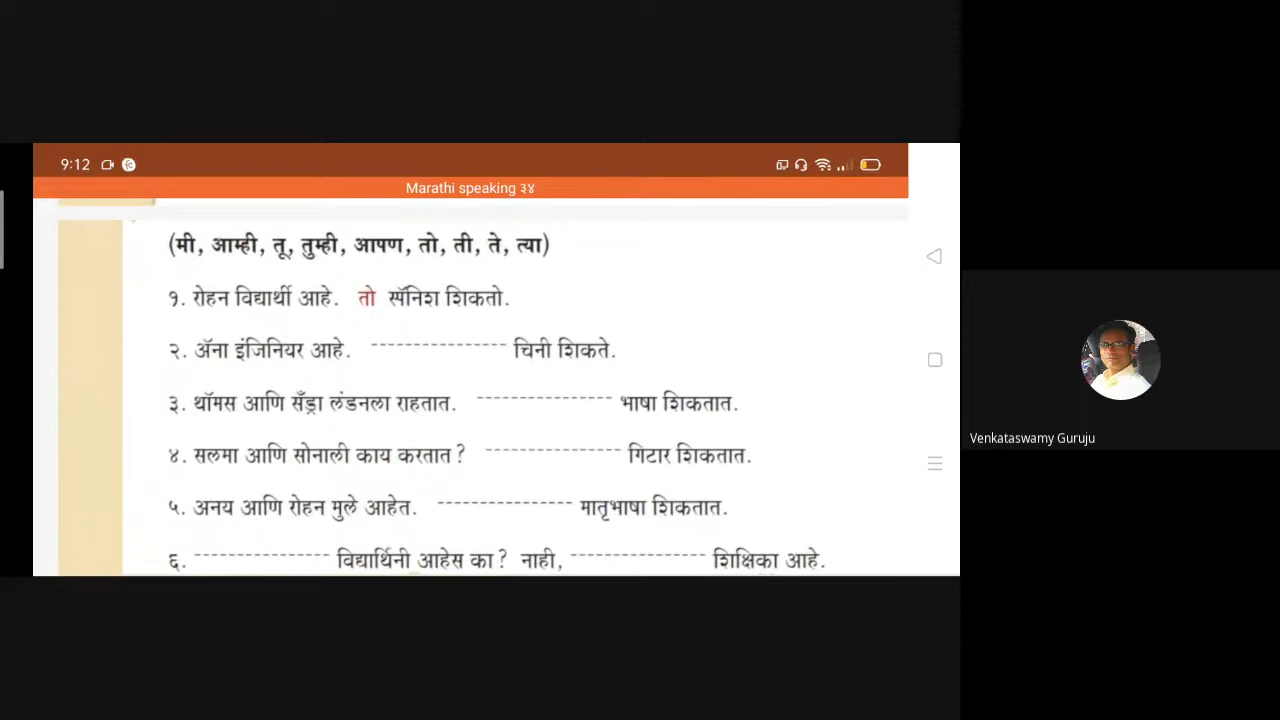 9:12
Marathi speaking ३४
(मी, आम्ही, तू, तुम्ही, आपण, तो, ती, ते, त्या)
१. रोहन विद्यार्थी आहे. तो स्पॅनिश शिकतो.
२. ॲना इंजिनियर आहे. --------------- चिनी शिकते.
३. थॉमस आणि सँड्रा लंडनला राहतात. --------------- भाषा शिकतात.
४. सलमा आणि सोनाली काय करतात? --------------- गिटार शिकतात.
५. अनय आणि रोहन मुले आहेत. --------------- मातृभाषा शिकतात.
६. --------------- विद्यार्थिनी आहेस का? नाही, --------------- शिक्षिका आहे.
Venkataswamy Guruju